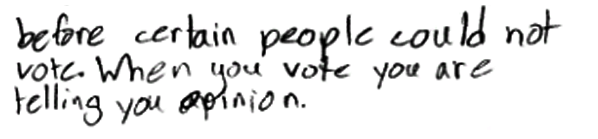 before certain people could not
vote. When you vote you are
telling you opinion.